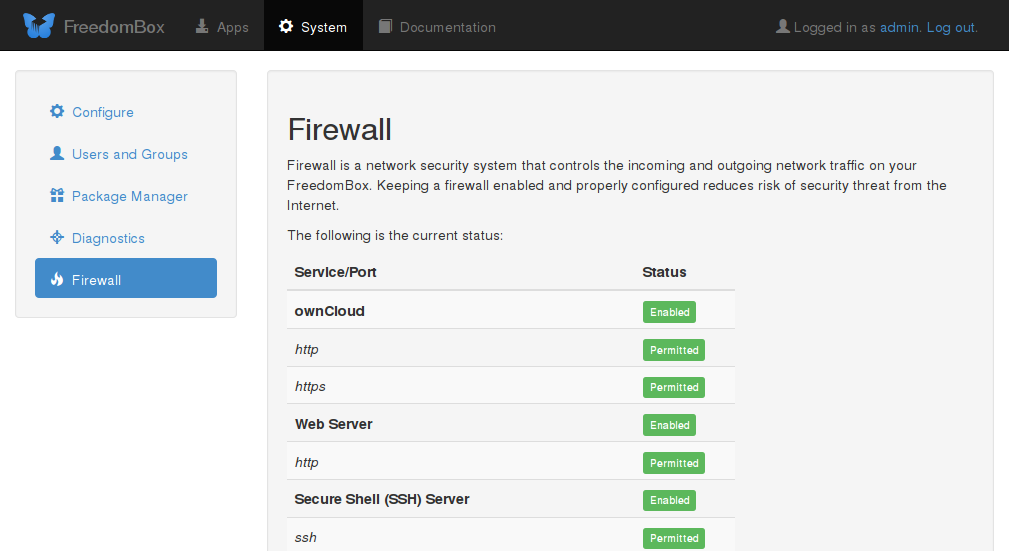 FreedomBox Apps System Documentation Logged in as admin. Log out.
Configure
Users and Groups
Package Manager
Diagnostics
Firewall
Firewall
Firewall is a network security system that controls the incoming and outgoing network traffic on your
FreedomBox. Keeping a firewall enabled and properly configured reduces risk of security threat from the
Internet.
The following is the current status:
Service/Port Status
ownCloud Enabled
http Permitted
https Permitted
Web Server Enabled
http Permitted
Secure Shell (SSH) Server Enabled
ssh Permitted